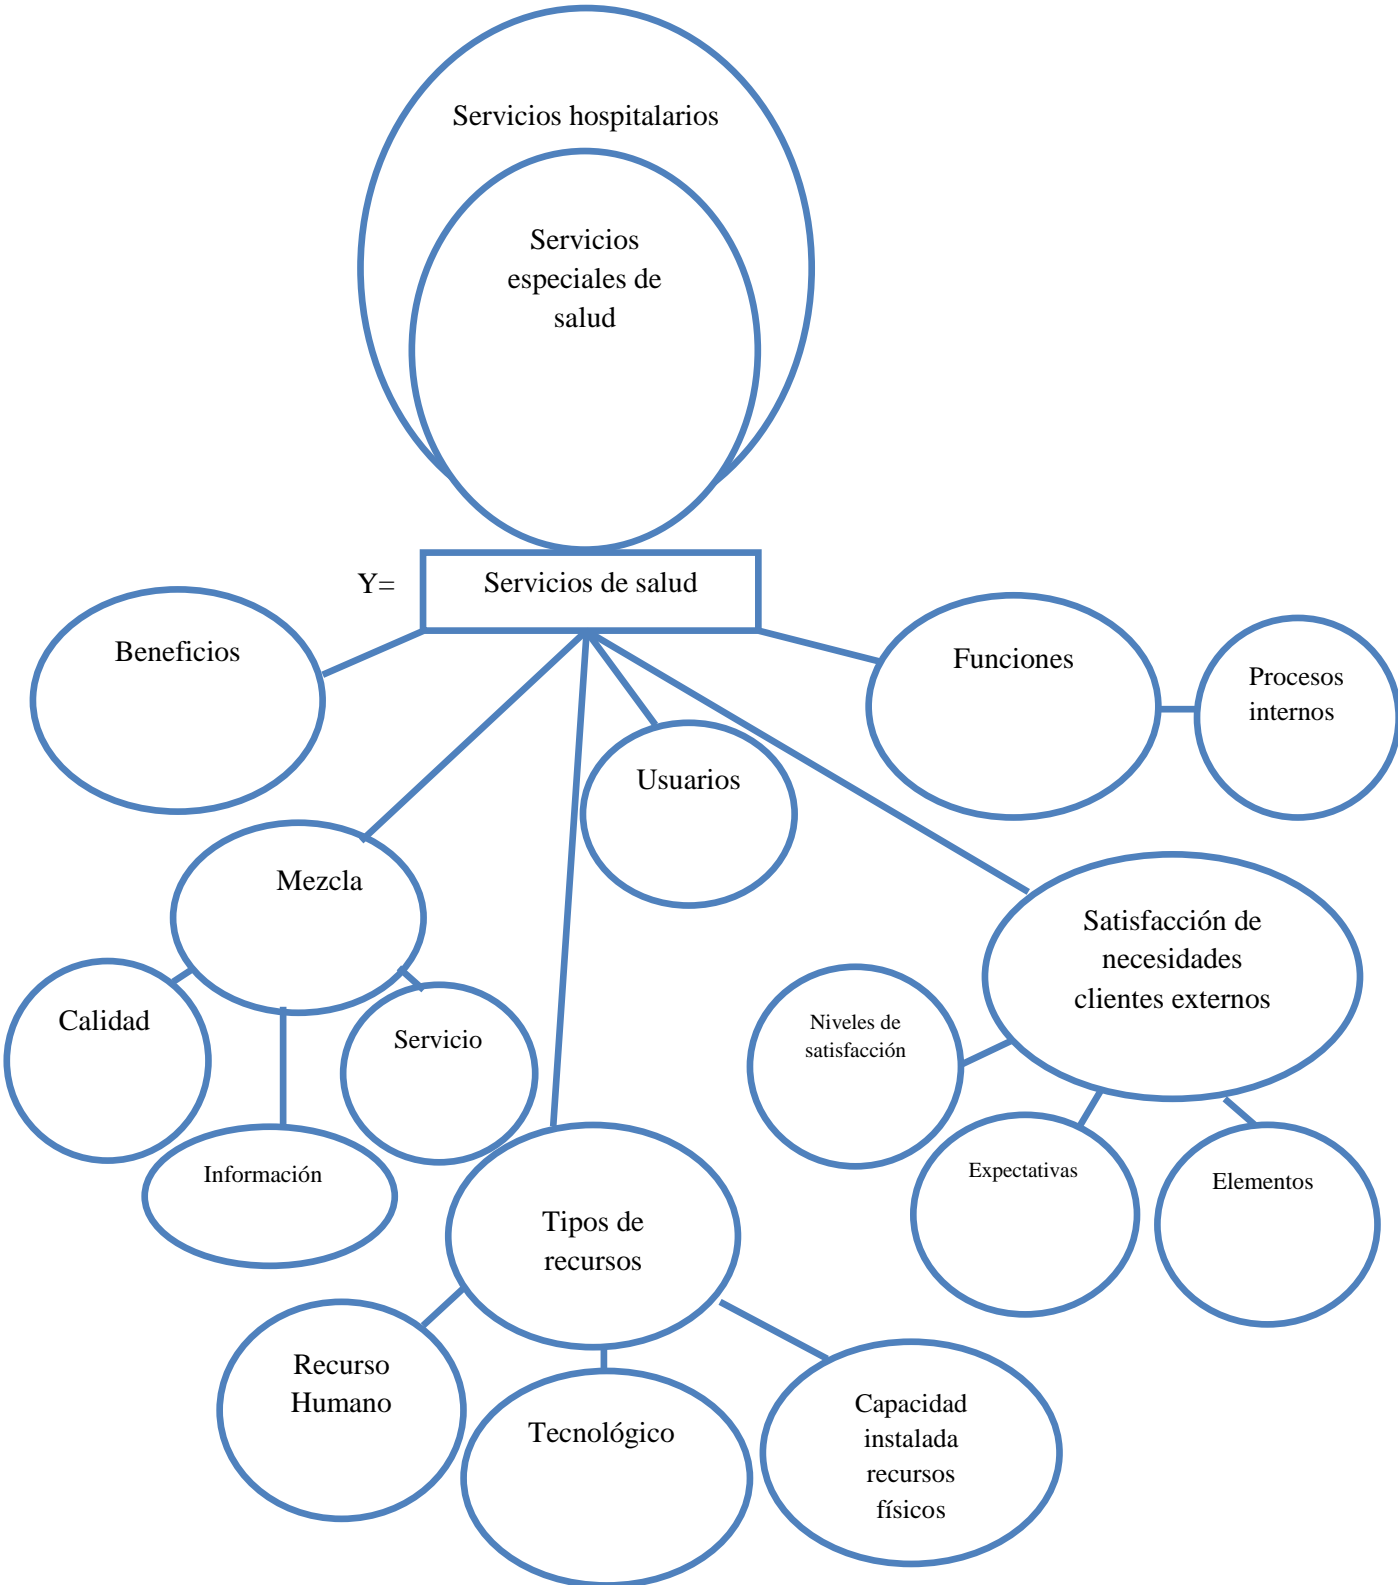 Servicios hospitalarios
Servicios
especiales de
salud
Y=
Servicios de salud
Beneficios
Funciones
Procesos
internos
Usuarios
Mezcla
Satisfacción de
necesidades
clientes externos
Calidad
Servicio
Niveles de
satisfacción
Información
Expectativas
Elementos
Tipos de
recursos
Recurso
Humano
Tecnológico
Capacidad
instalada
recursos
físicos